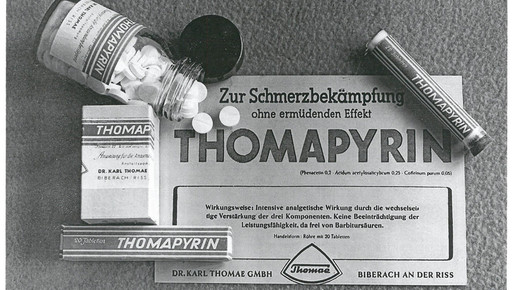 THOMAPYRIN
THOMAPYRIN
Zur Schmerzbekämpfung
ohne ermüdenden Effekt
THOMAPYRIN
(Phenacetin 0,2 · Acidum acetylosalicylicum 0,25 · Coffeinum purum 0,05)
Wirkungsweise: Intensive analgetische Wirkung durch die wechselsei-
tige Verstärkung der drei Komponenten. Keine Beeinträchtigung der
Leistungsfähigkeit, da frei von Barbitursäuren.
Handelsform: Röhre mit 20 Tabletten
DR. KARL THOMAE GMBH
Thomae
BIBERACH AN DER RISS
THOMAP
DR. KARL THOMAE
BIBERACH/RISS
20 Tabletten
THOMAPYRIN